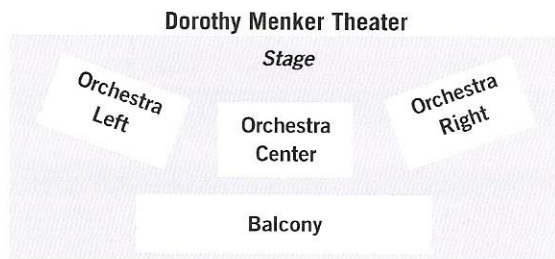 Dorothy Menker Theater
Stage
Orchestra
Left
Orchestra
Center
Orchestra
Right
Balcony